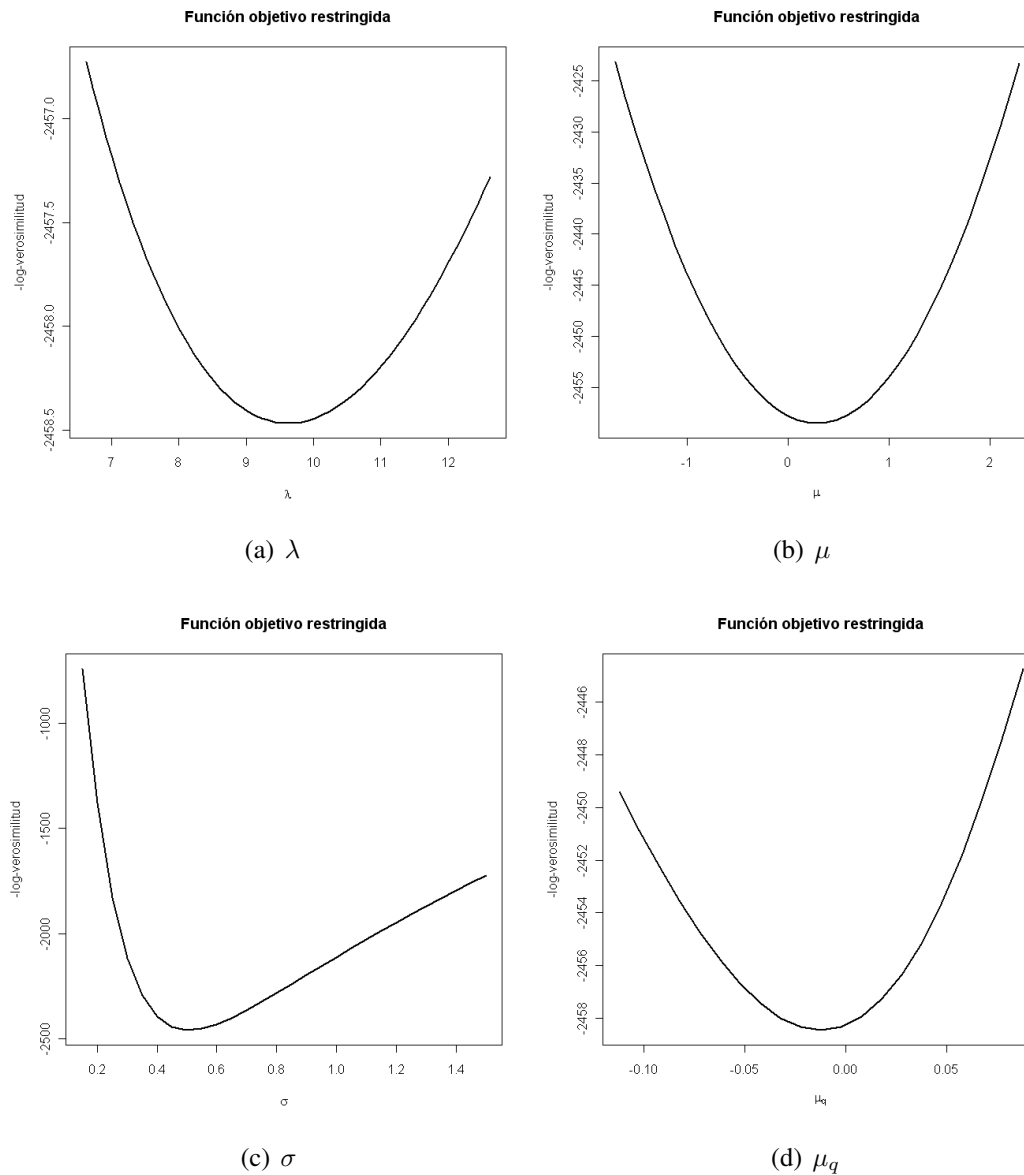 Función objetivo restringida
-log-verosimilitud
-2457.0
-2457.5
-2458.0
-2458.5
7 8 9 10 11 12
λ
(a) λ
Función objetivo restringida
-log-verosimilitud
-2425
-2430
-2435
-2440
-2445
-2450
-2455
-1 0 1 2
μ
(b) μ
Función objetivo restringida
-log-verosimilitud
-1000
-1500
-2000
-2500
0.2 0.4 0.6 0.8 1.0 1.2 1.4
σ
(c) σ
Función objetivo restringida
-log-verosimilitud
-2446
-2448
-2450
-2452
-2454
-2456
-2458
-0.10 -0.05 0.00 0.05
μq
(d) μq